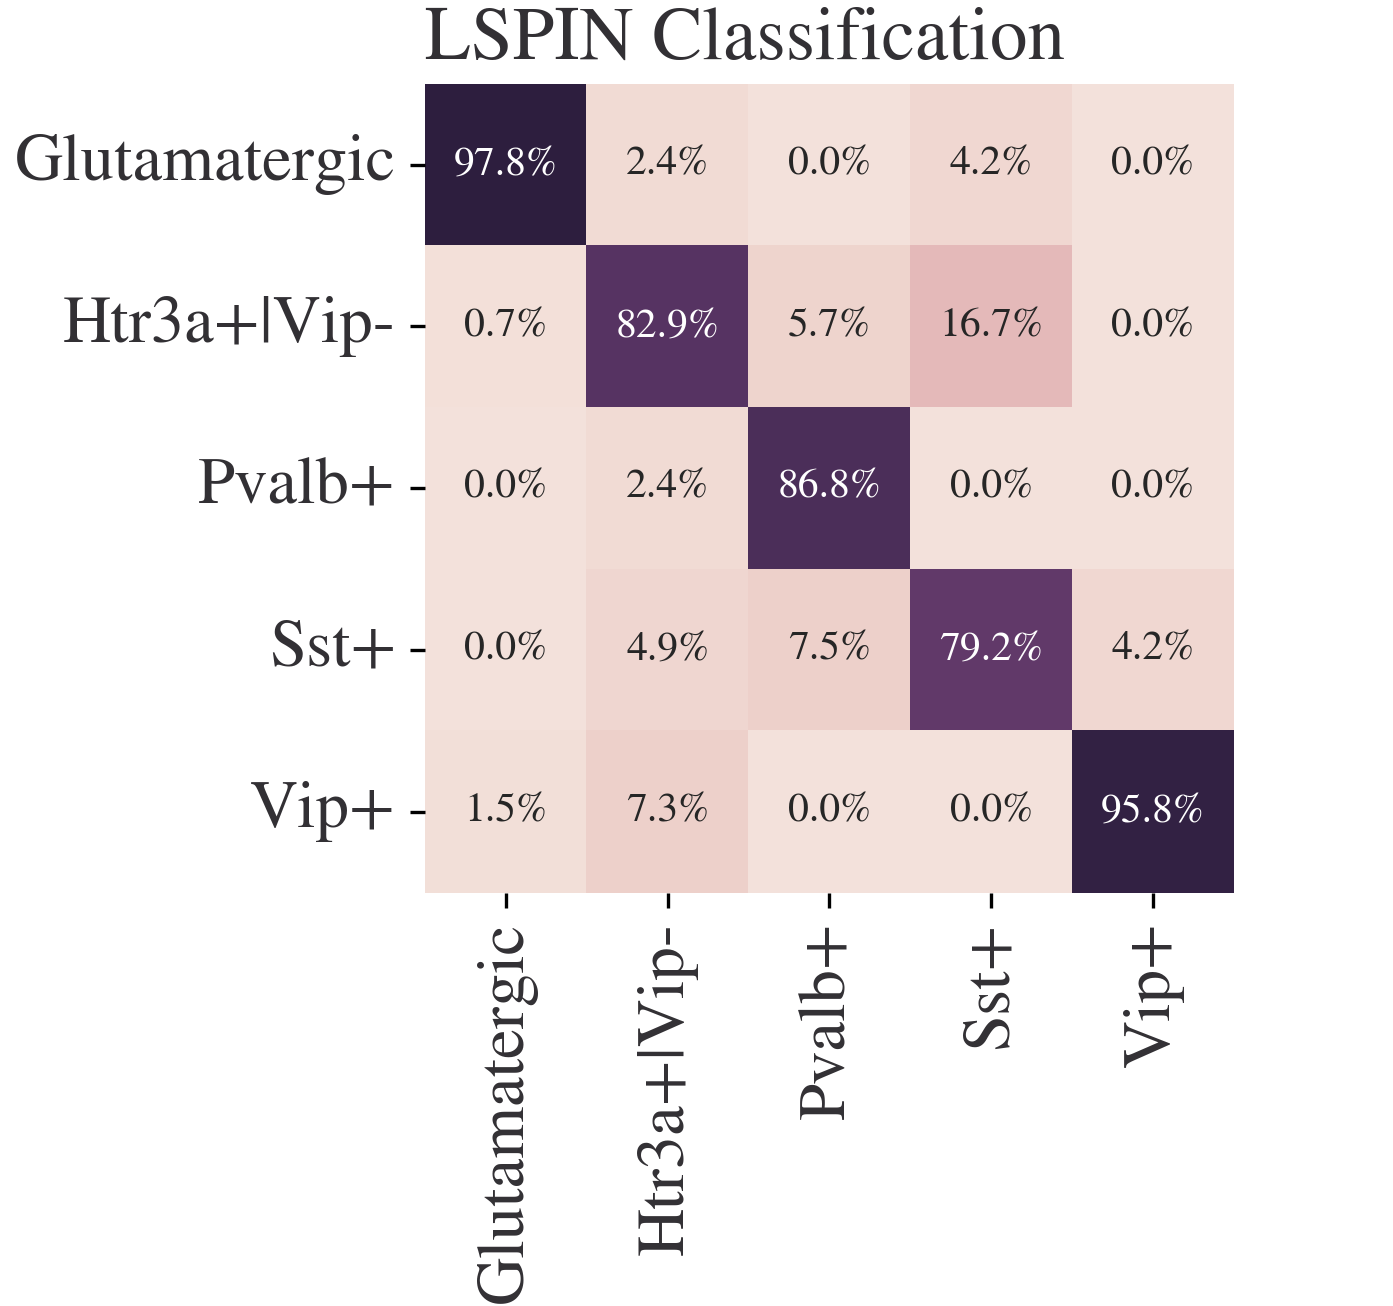 LSPIN Classification
Glutamatergic 97.8% 2.4% 0.0% 4.2% 0.0%
Htr3a+|Vip- 0.7% 82.9% 5.7% 16.7% 0.0%
Pvalb+ 0.0% 2.4% 86.8% 0.0% 0.0%
Sst+ 0.0% 4.9% 7.5% 79.2% 4.2%
Vip+ 1.5% 7.3% 0.0% 0.0% 95.8%
Glutamatergic
Htr3a+|Vip-
Pvalb+
Sst+
Vip+